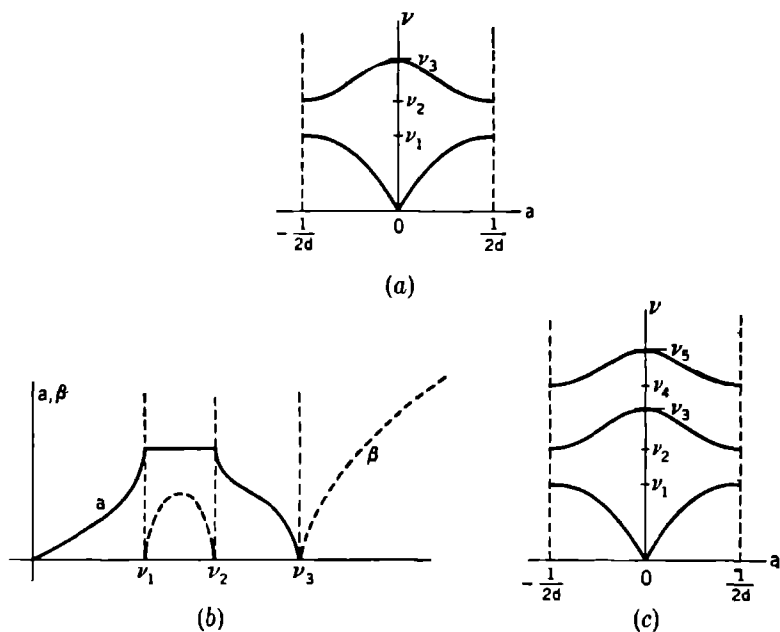 ν
ν₃
ν₂
ν₁
a
-1/2d
0
1/2d
(a)
a, β
a
β
ν₁
ν₂
ν₃
(b)
ν
ν₅
ν₄
ν₃
ν₂
ν₁
a
-1/2d
0
1/2d
(c)